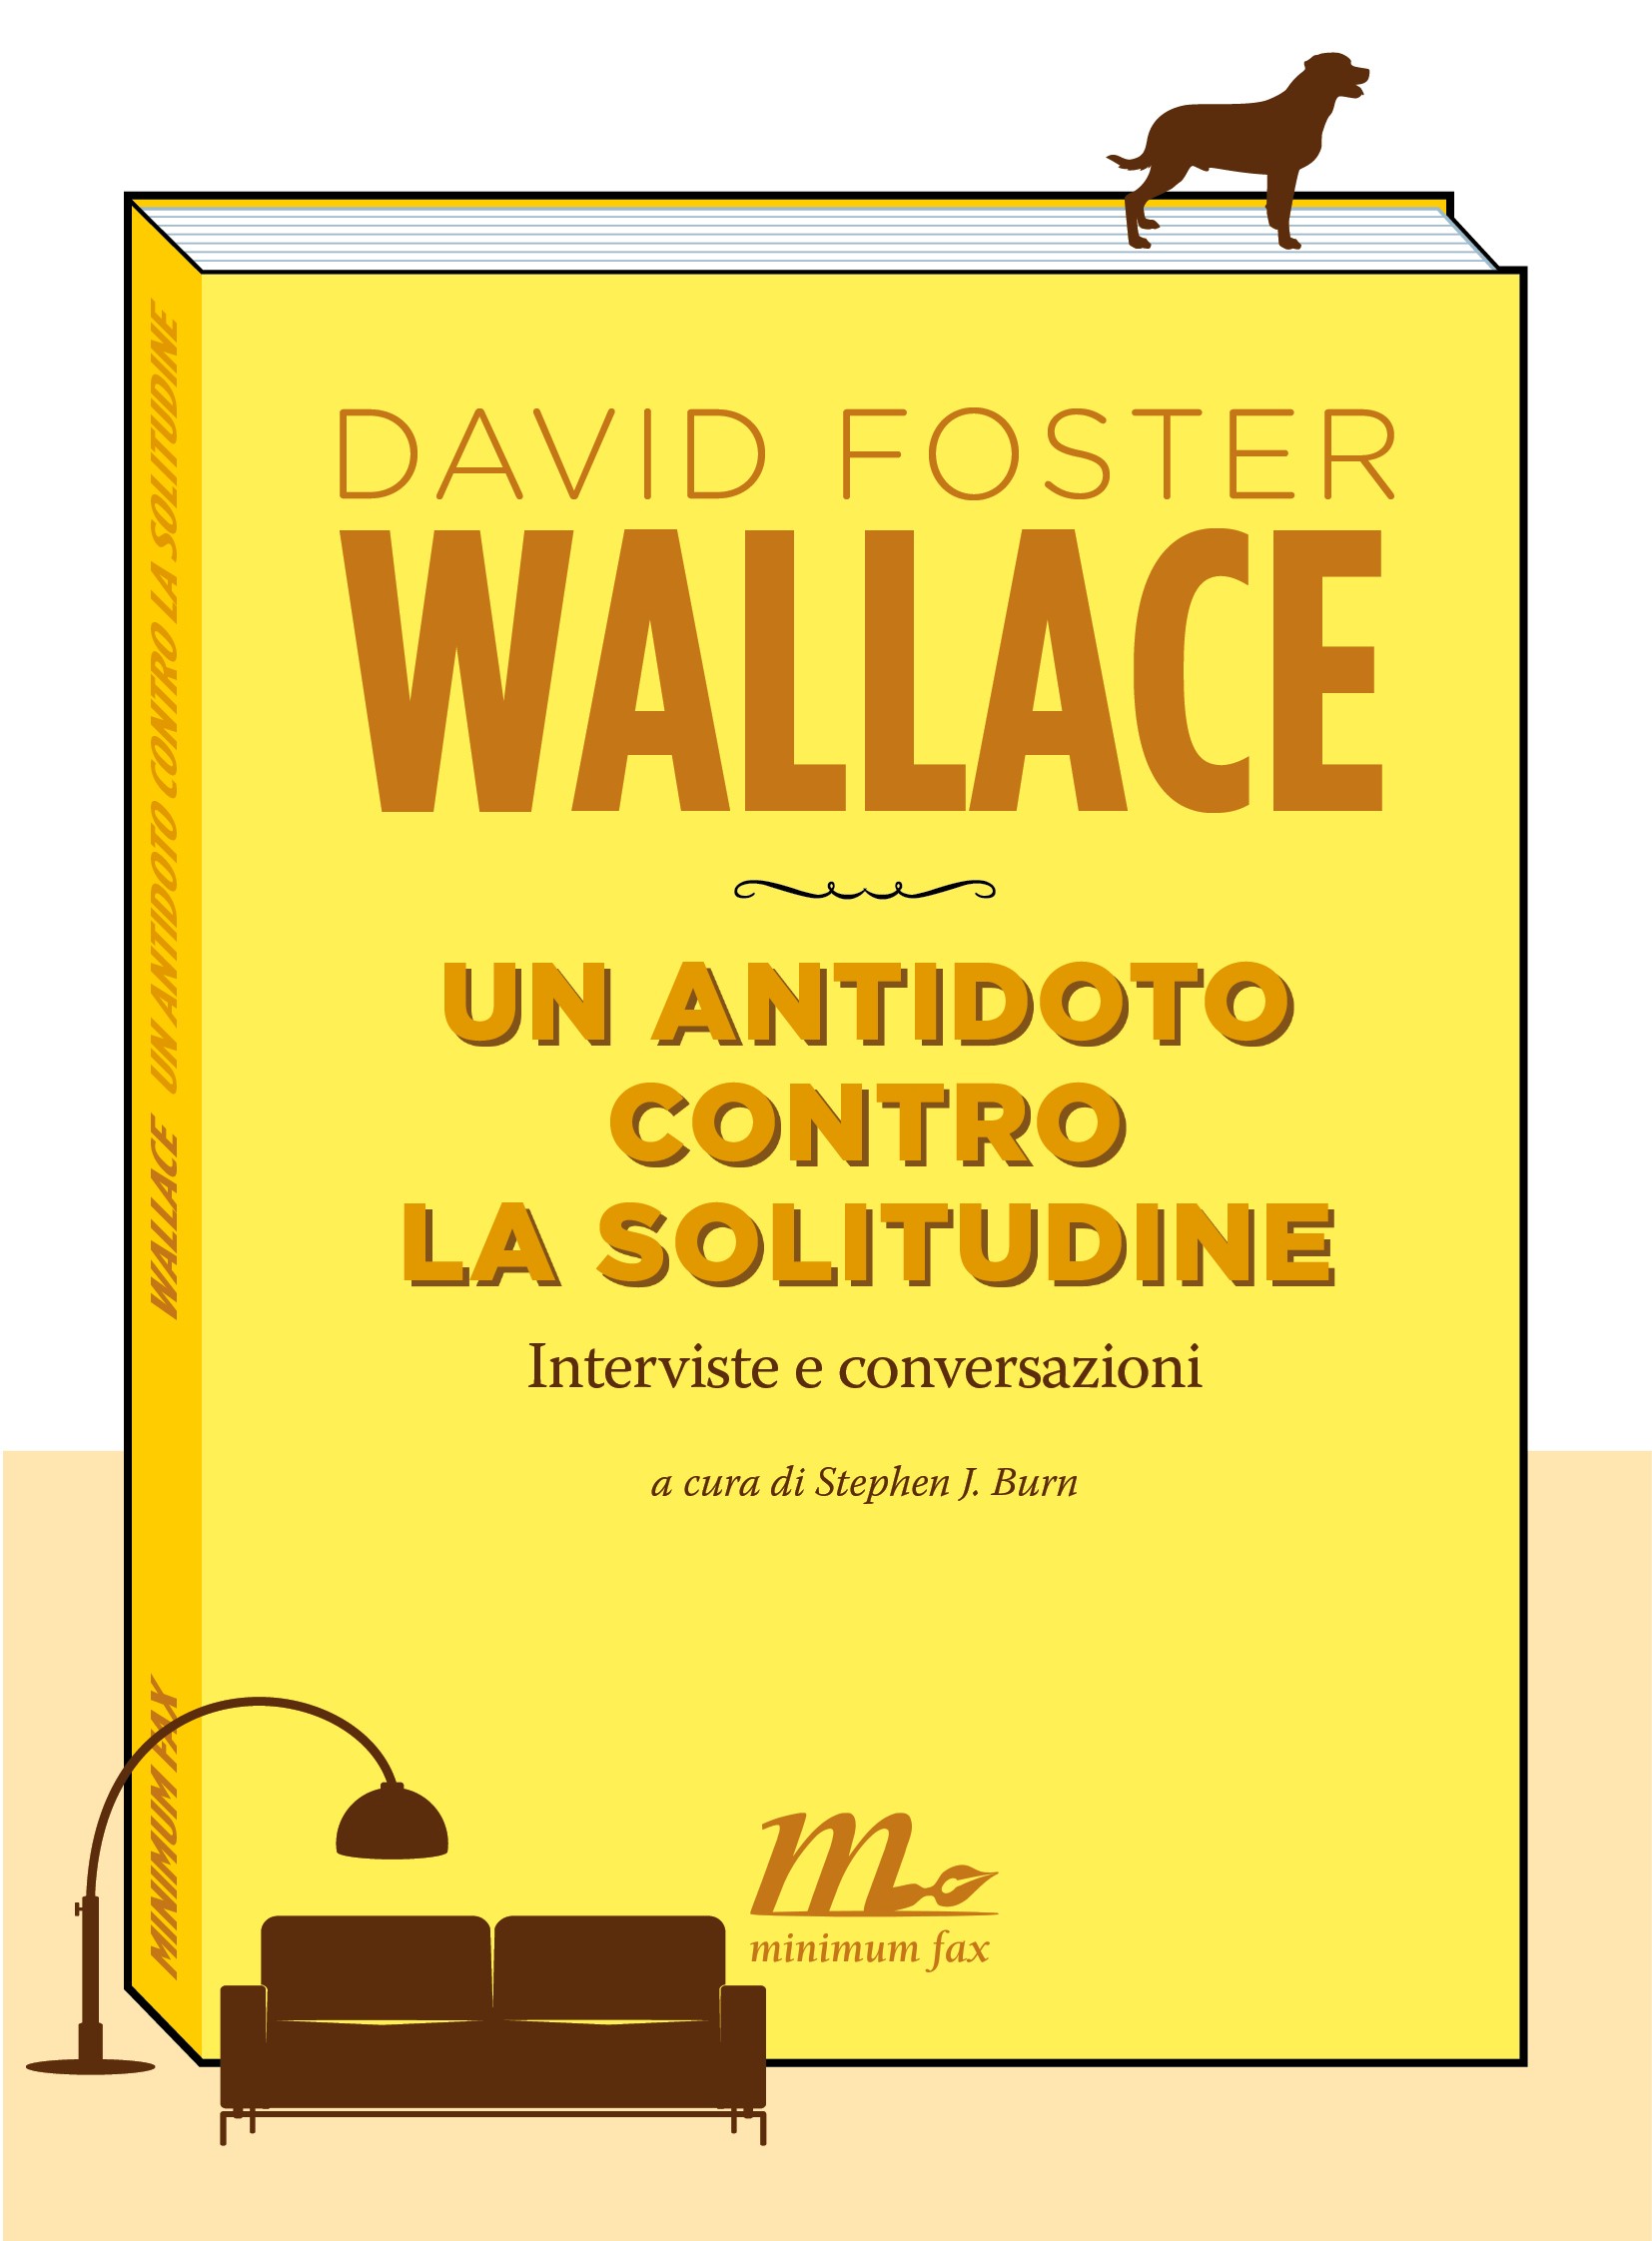 DAVID FOSTER
WALLACE
UN ANTIDOTO
CONTRO
LA SOLITUDINE
Interviste e conversazioni
a cura di Stephen J. Burn
m
minimum fax
MINIMUM FAX WALLACE UN ANTIDOTO CONTRO LA SOLITUDINE